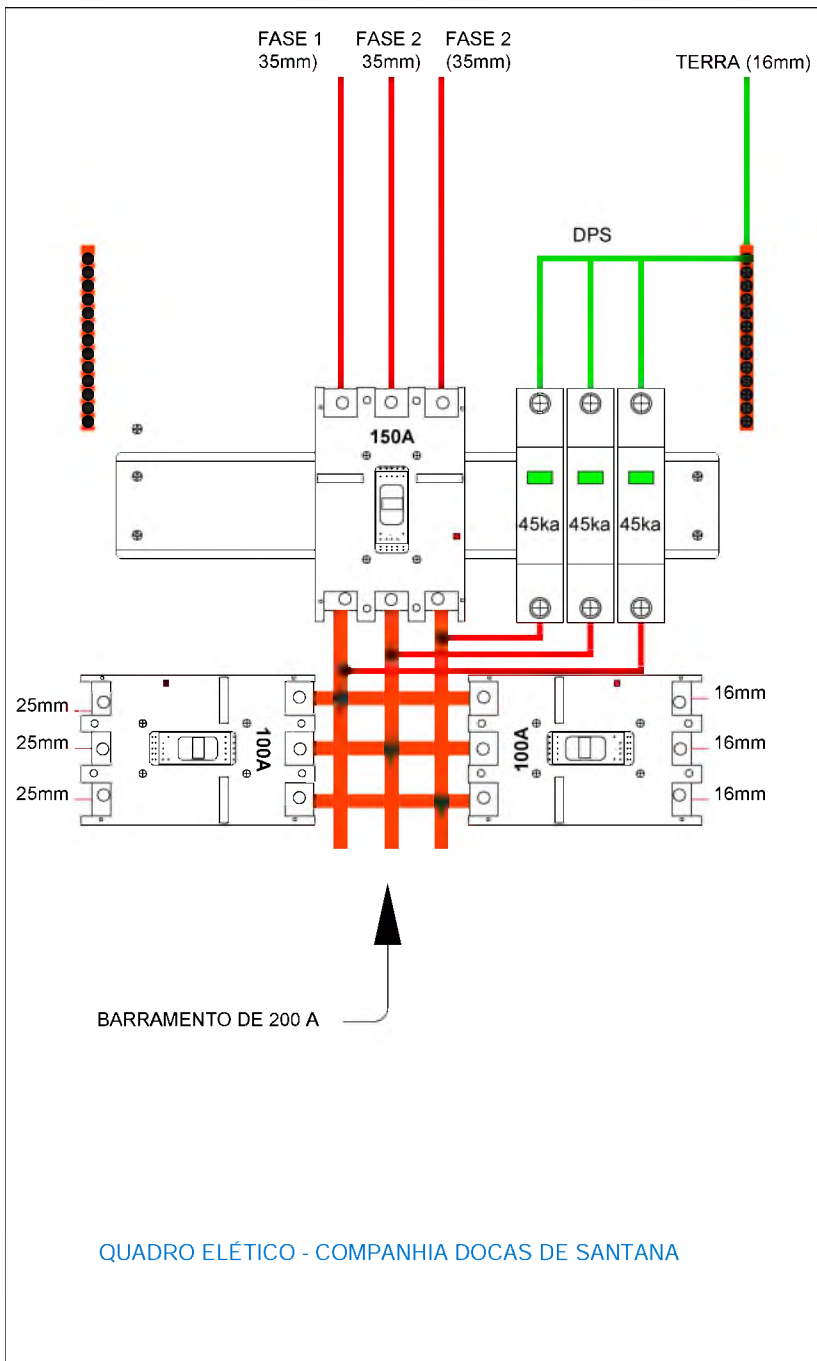 FASE 1
35mm)
FASE 2
35mm)
FASE 2
(35mm)
TERRA (16mm)
DPS
150A
45ka
45ka
45ka
25mm
25mm
25mm
100A
100A
16mm
16mm
16mm
BARRAMENTO DE 200 A
QUADRO ELÉTICO - COMPANHIA DOCAS DE SANTANA